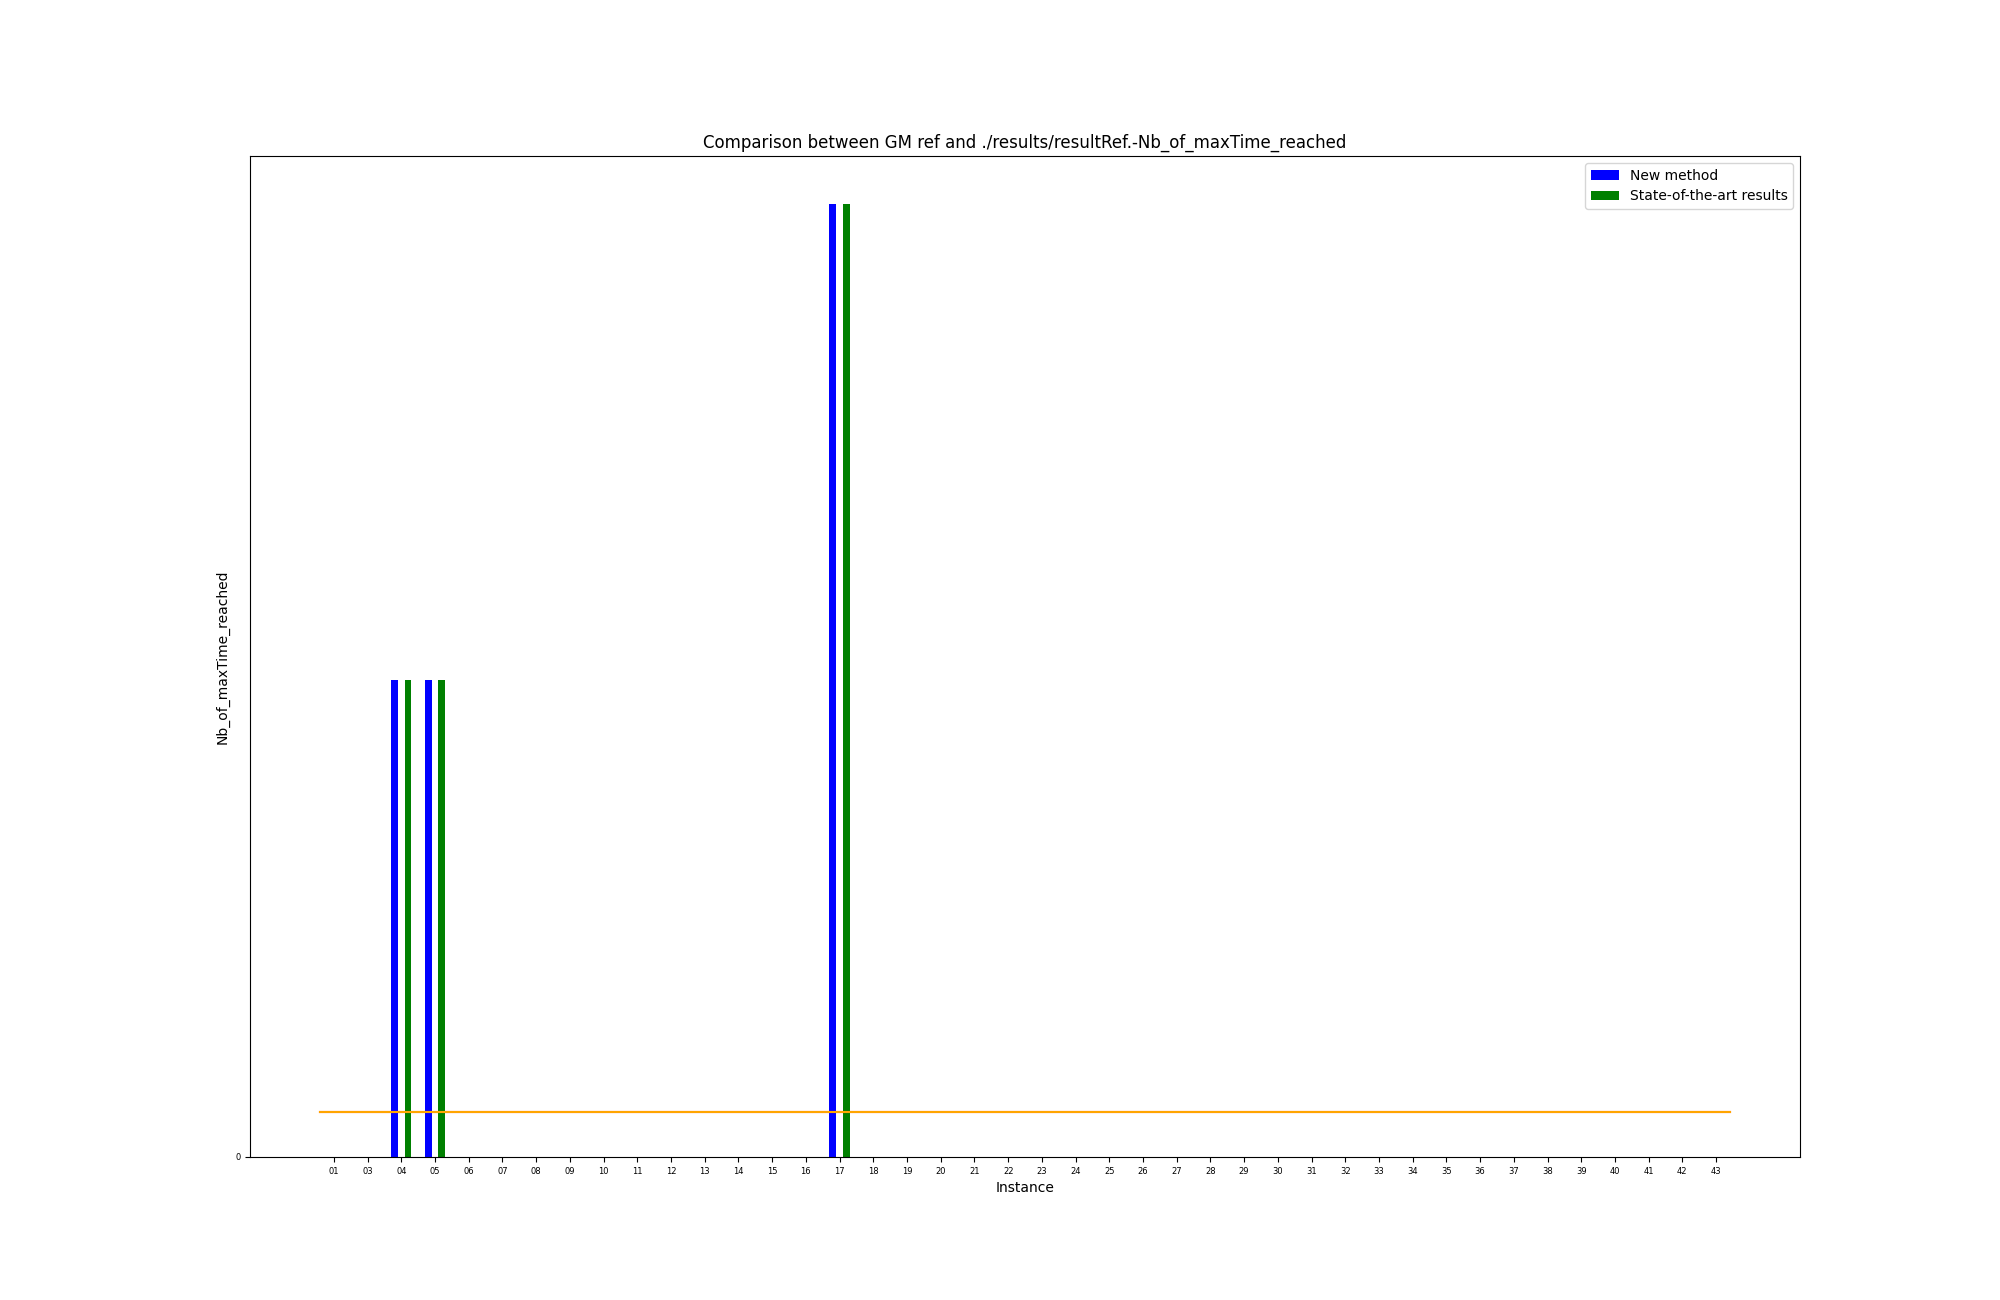 Comparison between GM ref and ./results/resultRef.-Nb_of_maxTime_reached
New method
State-of-the-art results
Nb_of_maxTime_reached
0
01 03 04 05 06 07 08 09 10 11 12 13 14 15 16 17 18 19 20 21 22 23 24 25 26 27 28 29 30 31 32 33 34 35 36 37 38 39 40 41 42 43
Instance